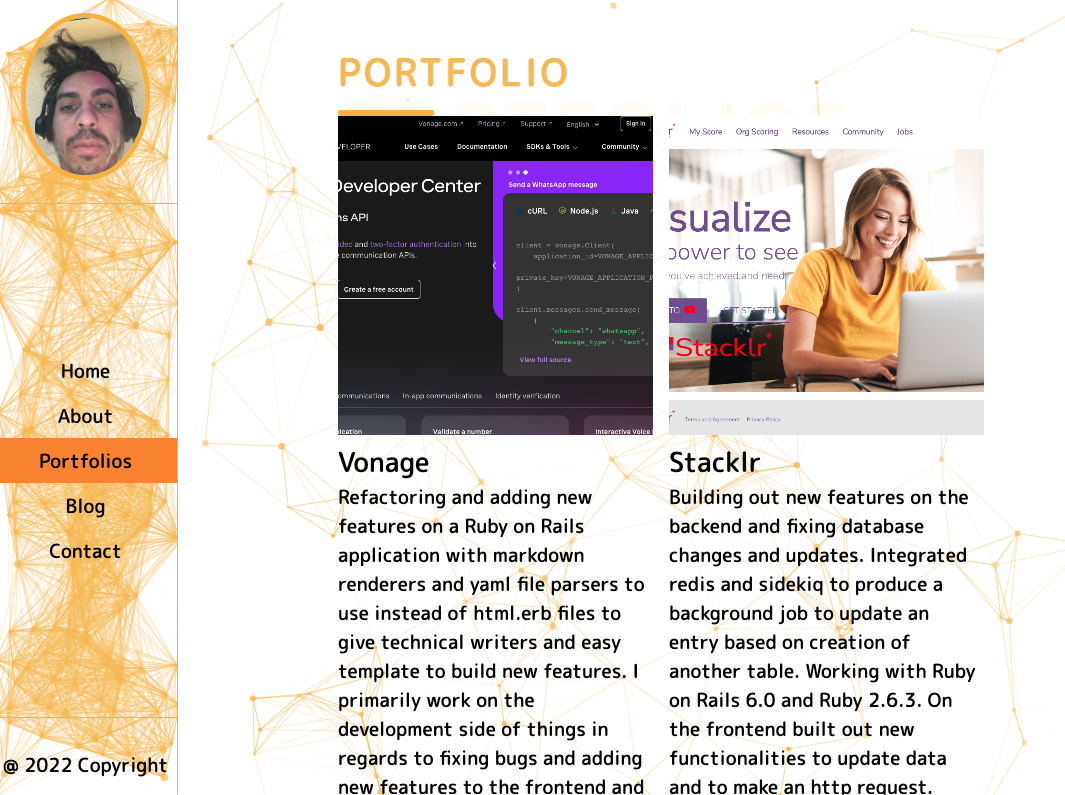 PORTFOLIO
Home
About
Portfolios
Blog
Contact
@ 2022 Copyright
Vonage.com↗ Pricing↗ Support↗ English Sign in
VELOPER Use Cases Documentation SDKs & Tools Community
Developer Center
ns API
ideo and two-factor authentication into
e communication APIs.
Create a free account
Send a WhatsApp message
cURL Node.js Java
client = vonage.Client(
application_id=VONAGE_APPLIC
private_key=VONAGE_APPLICATION_P
)
client.messages.send_message(
{
"channel": "whatsapp",
"message_type": "text",
View full source
ommunications In-app communications Identity verification
ication Validate a number Interactive Voice
My Score Org Scoring Resources Community Jobs
sualize
power to see
you've achieved and need
TO GET STARTED
Stacklr
Terms and Agreement Privacy Policy
Vonage
Refactoring and adding new
features on a Ruby on Rails
application with markdown
renderers and yaml file parsers to
use instead of html.erb files to
give technical writers and easy
template to build new features. I
primarily work on the
development side of things in
regards to fixing bugs and adding
new features to the frontend and
Stacklr
Building out new features on the
backend and fixing database
changes and updates. Integrated
redis and sidekiq to produce a
background job to update an
entry based on creation of
another table. Working with Ruby
on Rails 6.0 and Ruby 2.6.3. On
the frontend built out new
functionalities to update data
and to make an http request.